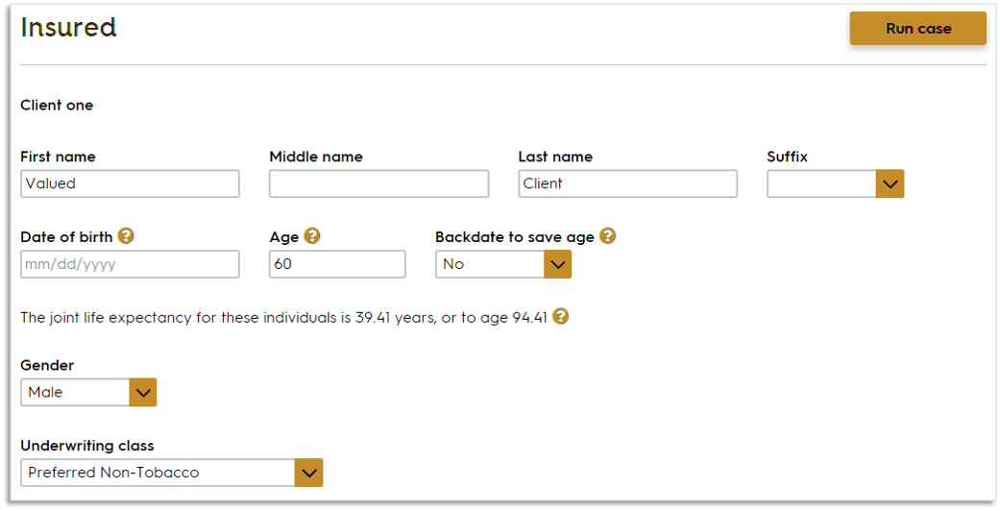 Insured
Run case
Client one
First name Middle name Last name Suffix
Valued Client
Date of birth ? Age ? Backdate to save age ?
mm/dd/yyyy 60 No
The joint life expectancy for these individuals is 39.41 years, or to age 94.41 ?
Gender
Male
Underwriting class
Preferred Non-Tobacco